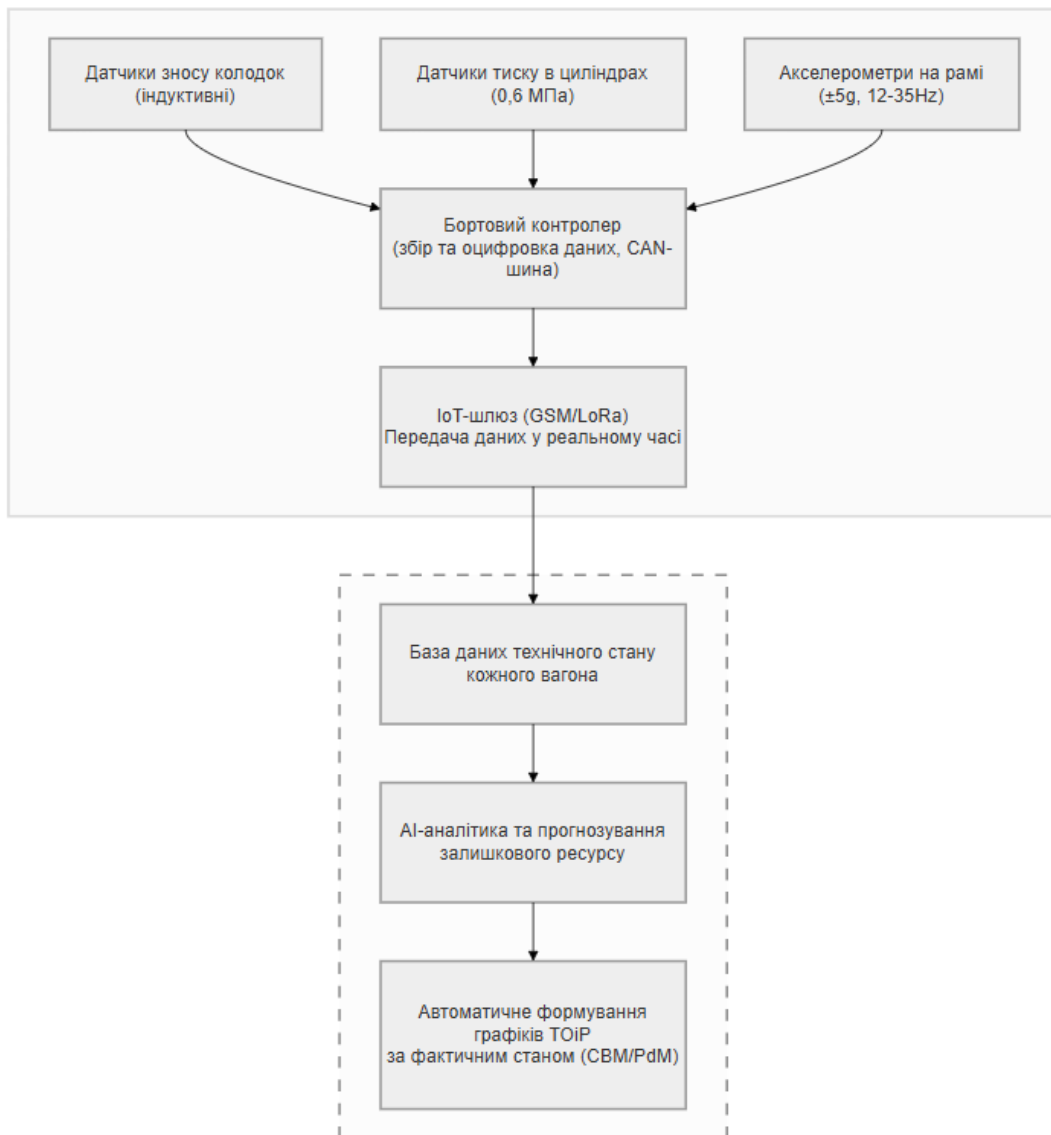 Датчики зносу колодок
(індуктивні)
Датчики тиску в циліндрах
(0,6 МПа)
Акселерометри на рамі
(±5g, 12-35Hz)
Бортовий контролер
(збір та оцифровка даних, CAN-
шина)
IoT-шлюз (GSM/LoRa)
Передача даних у реальному часі
База даних технічного стану
кожного вагона
AI-аналітика та прогнозування
залишкового ресурсу
Автоматичне формування
графіків ТОіР
за фактичним станом (CBM/PdM)